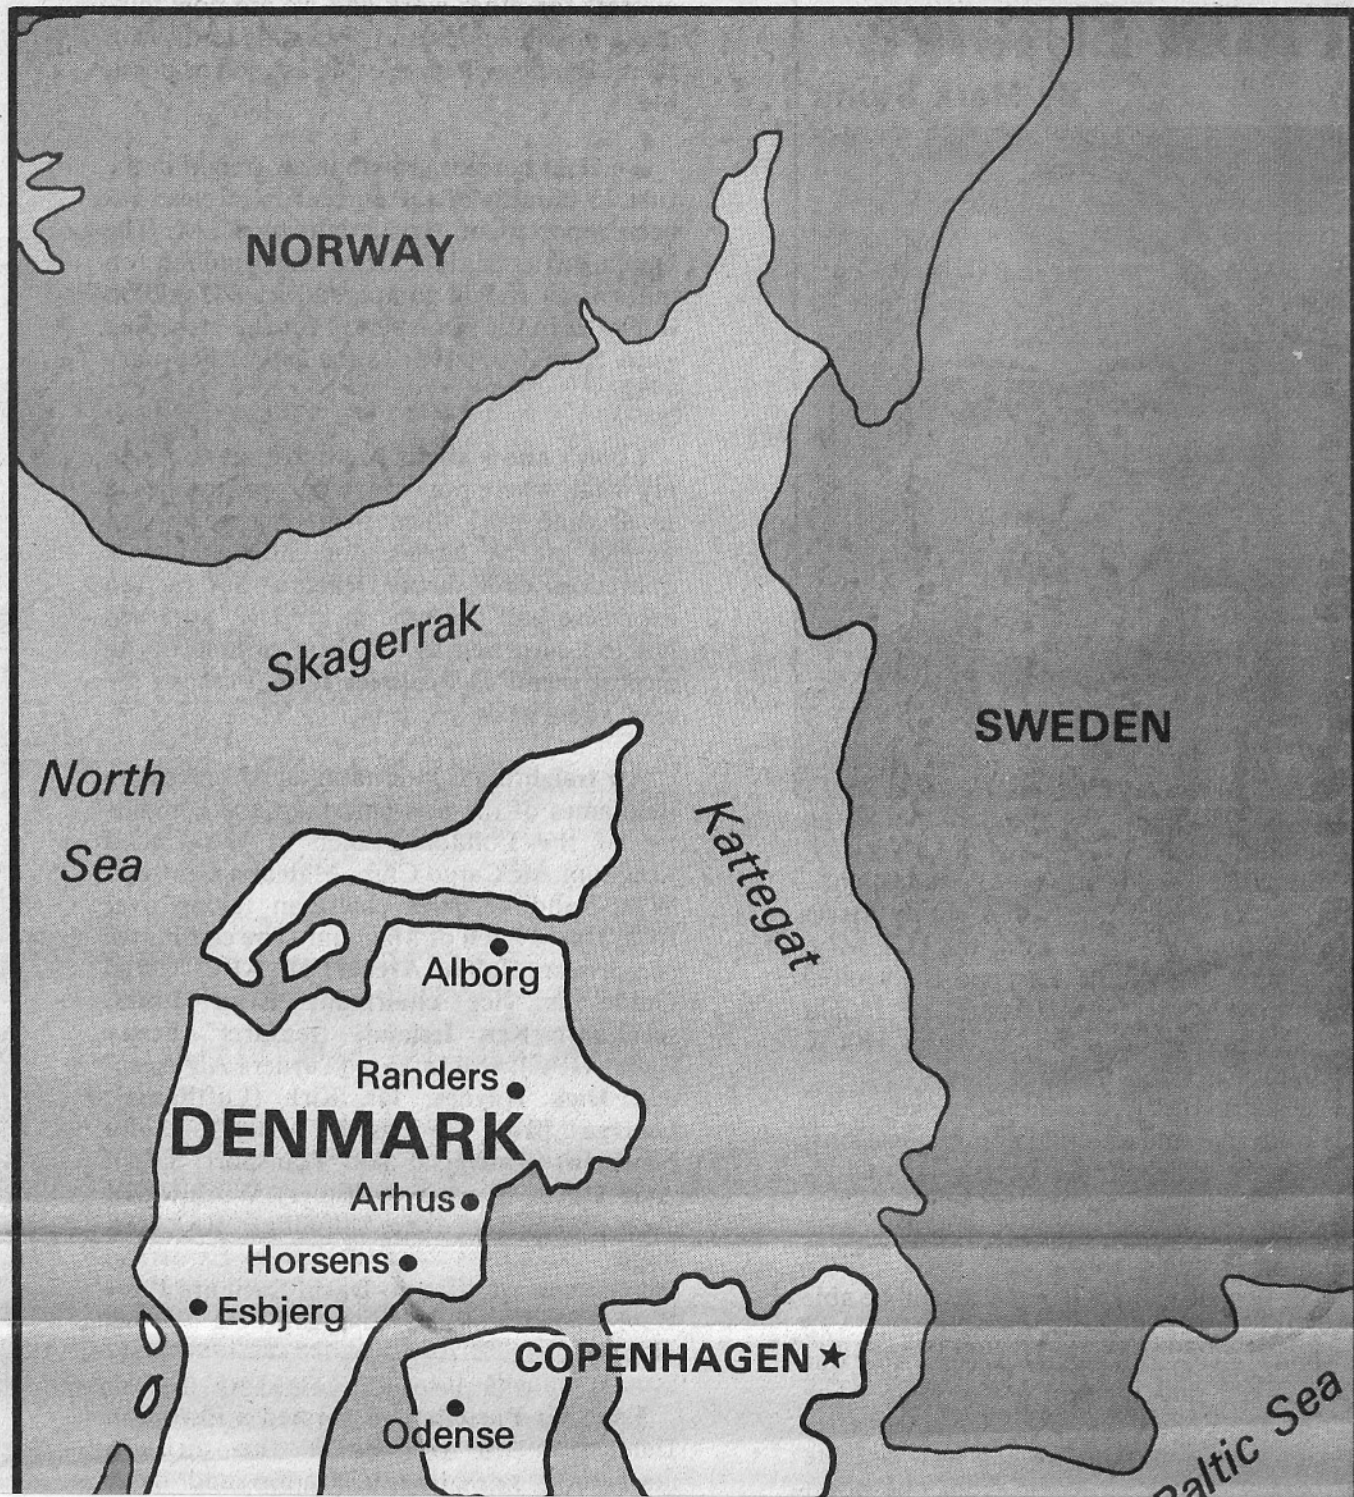 NORWAY
Skagerrak
SWEDEN
North
Sea
Kattegat
Alborg
Randers
DENMARK
Arhus
Horsens
Esbjerg
COPENHAGEN
Odense
Baltic Sea